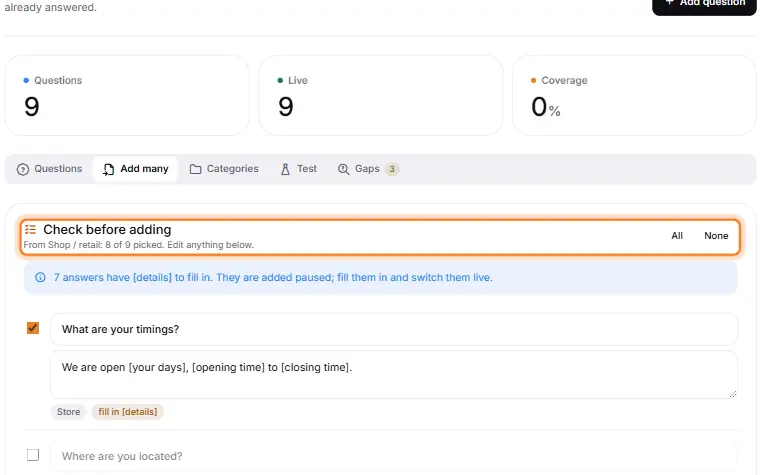 already answered.
+ Add question
Questions
9
Live
9
Coverage
0%
Questions
Add many
Categories
Test
Gaps 3
Check before adding
From Shop / retail: 8 of 9 picked. Edit anything below.
All
None
7 answers have [details] to fill in. They are added paused; fill them in and switch them live.
What are your timings?
We are open [your days], [opening time] to [closing time].
Store
fill in [details]
Where are you located?